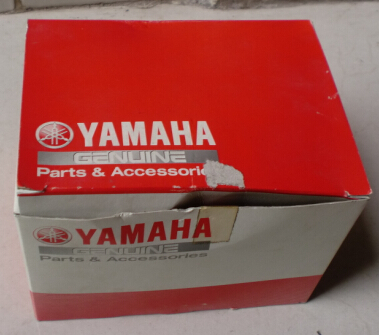 YAMAHA
GENUINE
Parts & Accessories
YAMAHA
GENUINE
Parts & Accessories